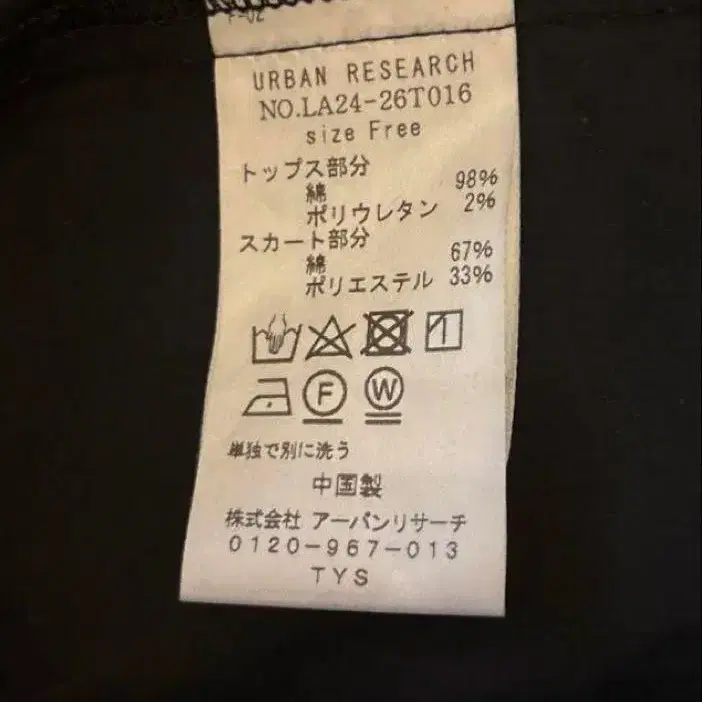 F-02
URBAN RESEARCH
NO.LA24-26T016
size Free
トップス部分
綿 98%
ポリウレタン 2%
スカート部分
綿 67%
ポリエステル 33%
F W
単独で別に洗う
中国製
株式会社 アーバンリサーチ
0120-967-013
TYS